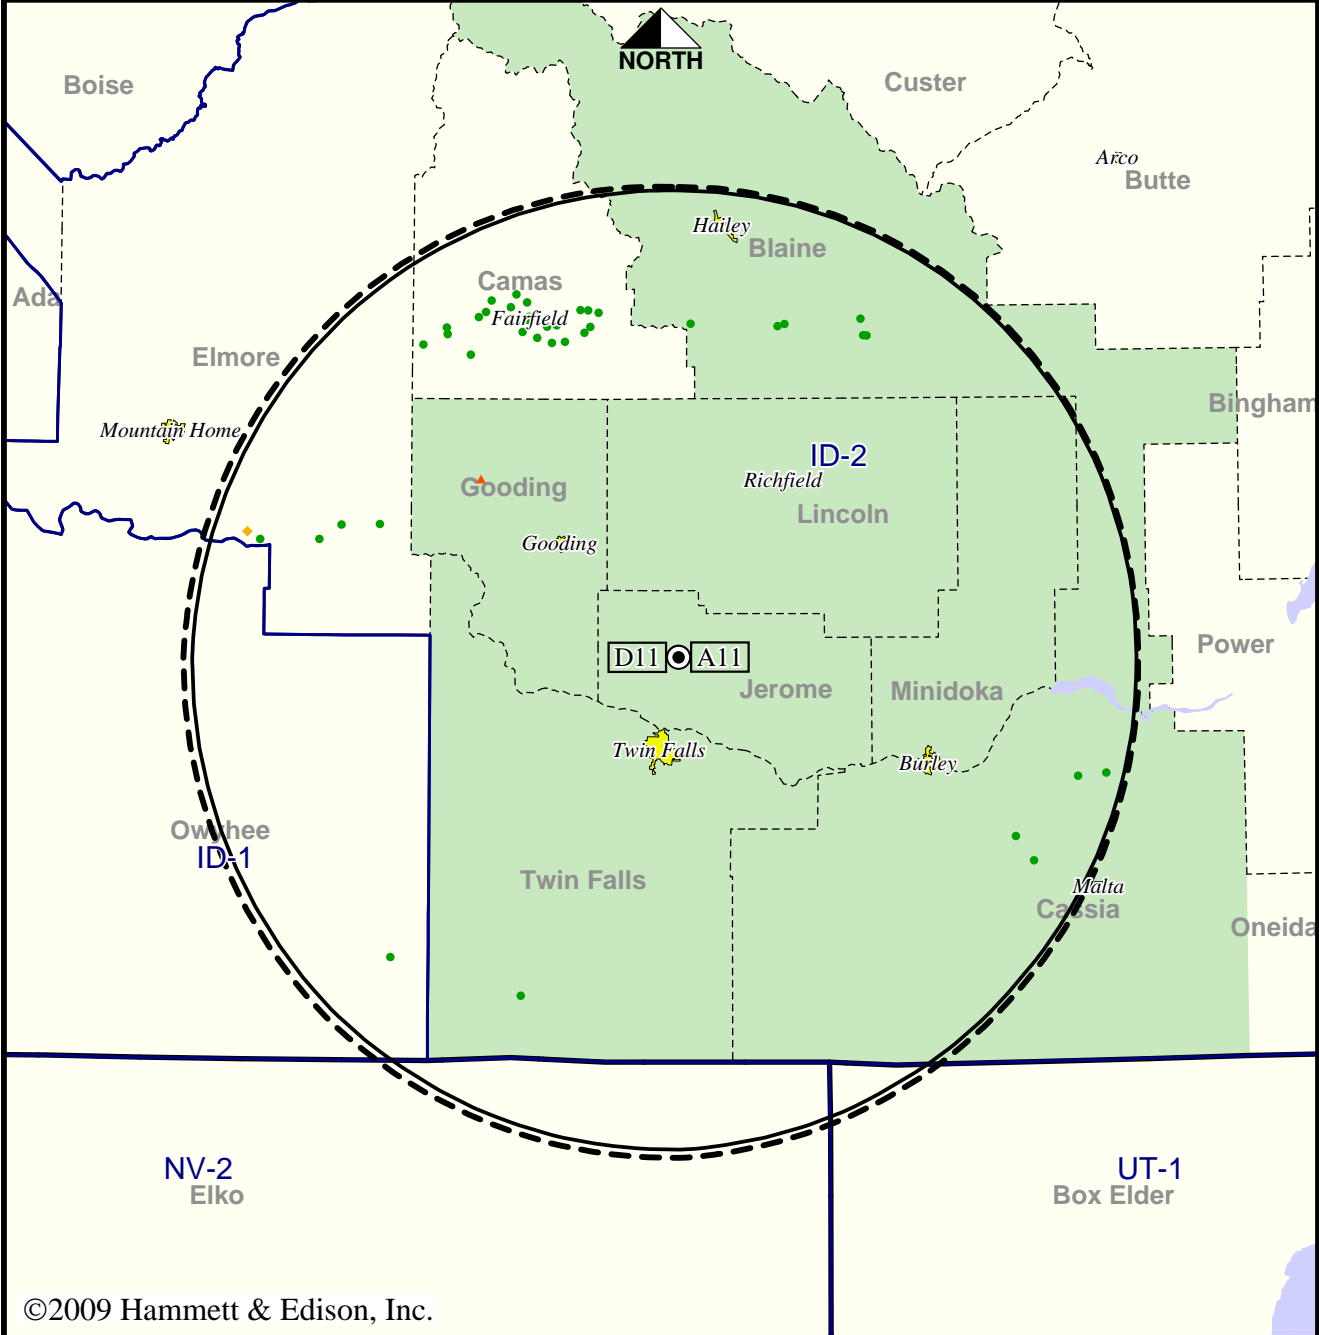 NORTH
Boise
Custer
Arco
Butte
Hailey
Blaine
Camas
Ada
Fairfield
Elmore
Bingham
Mountain Home
ID-2
Richfield
Gooding
Lincoln
Gooding
Power
D11
A11
Jerome
Minidoka
Twin Falls
Burley
Owyhee
ID-1
Twin Falls
Malta
Cassia
Oneida
NV-2
Elko
UT-1
Box Elder
©2009 Hammett & Edison, Inc.